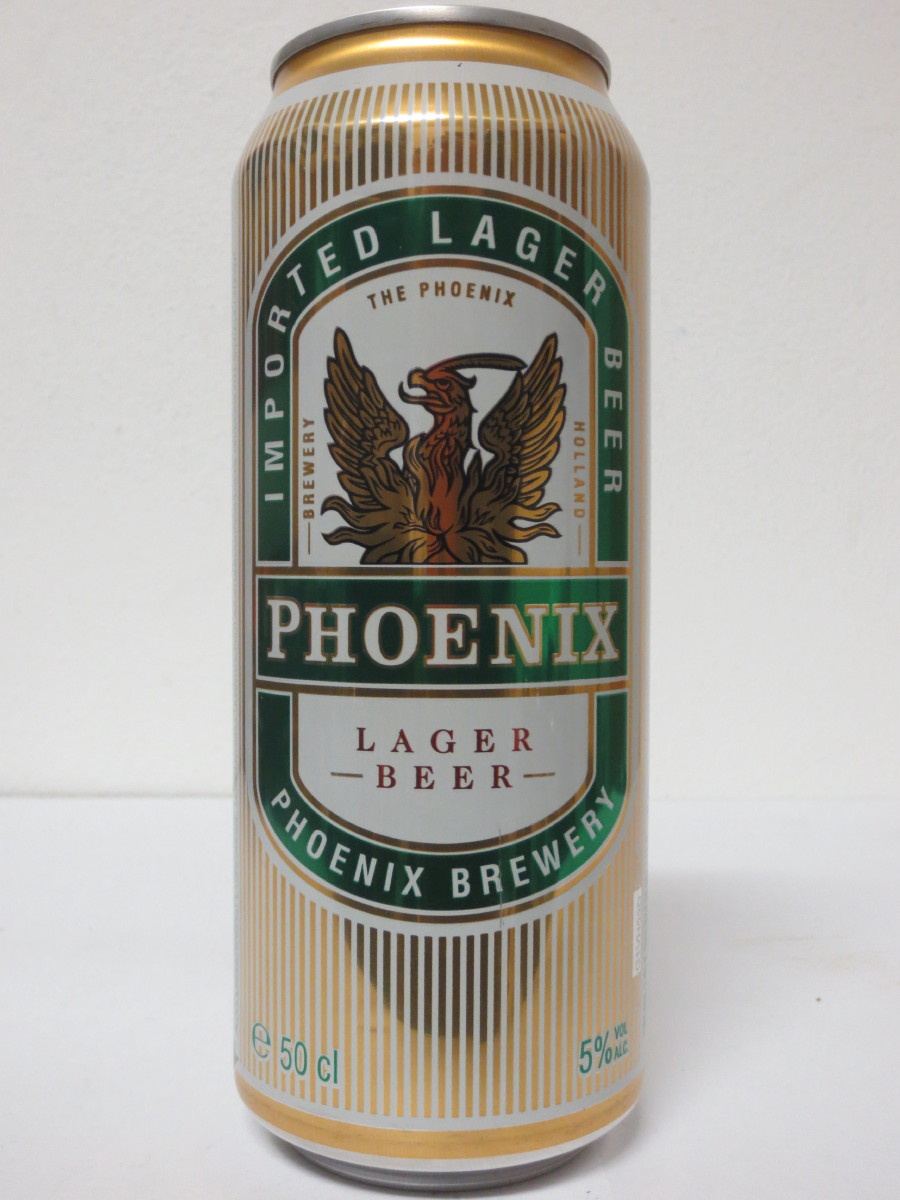 IMPORTED LAGER BEER
THE PHOENIX
BREWERY
HOLLAND
PHOENIX
LAGER
BEER
PHOENIX BREWERY
e 50 cl
5% VOL.
ALC.